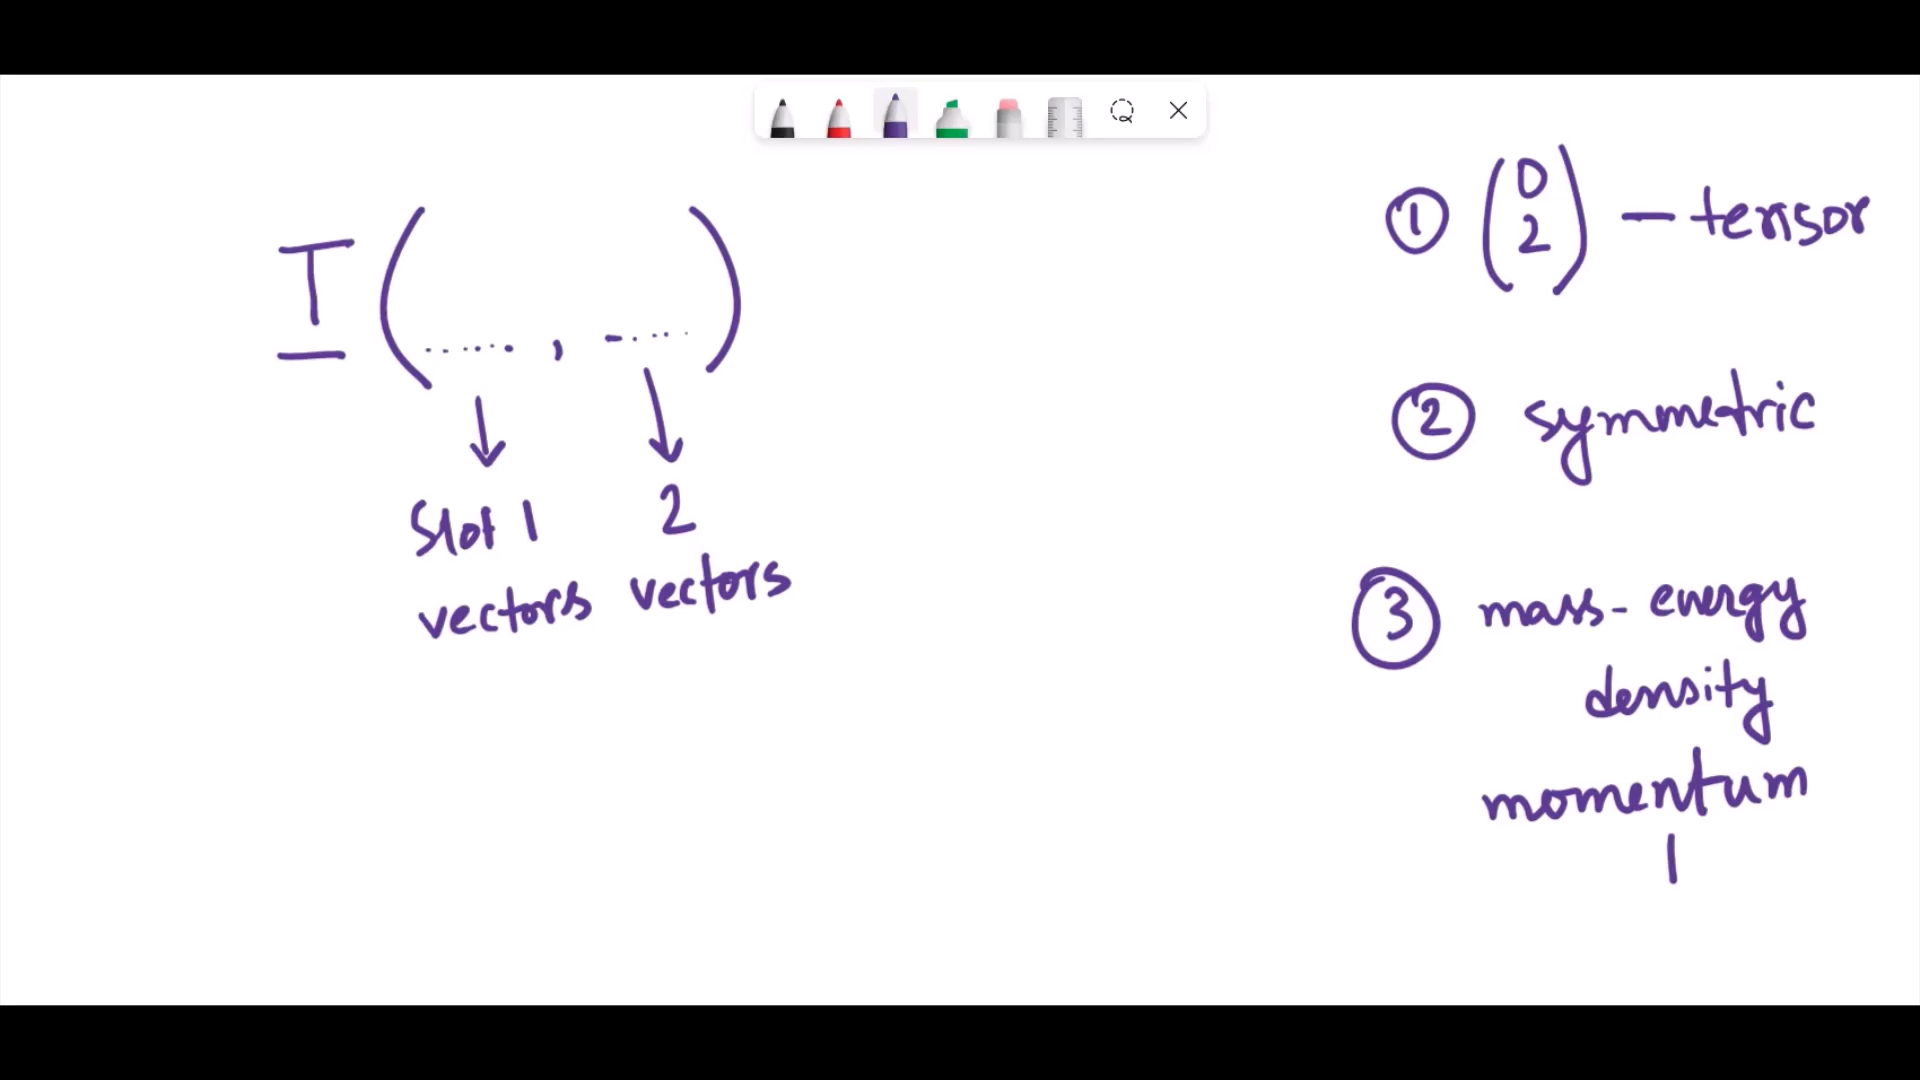 T ( ..... , ..... )
Slot 1 2
vectors vectors
① (0
2) - tensor
② symmetric
③ mass-energy
density
momentum